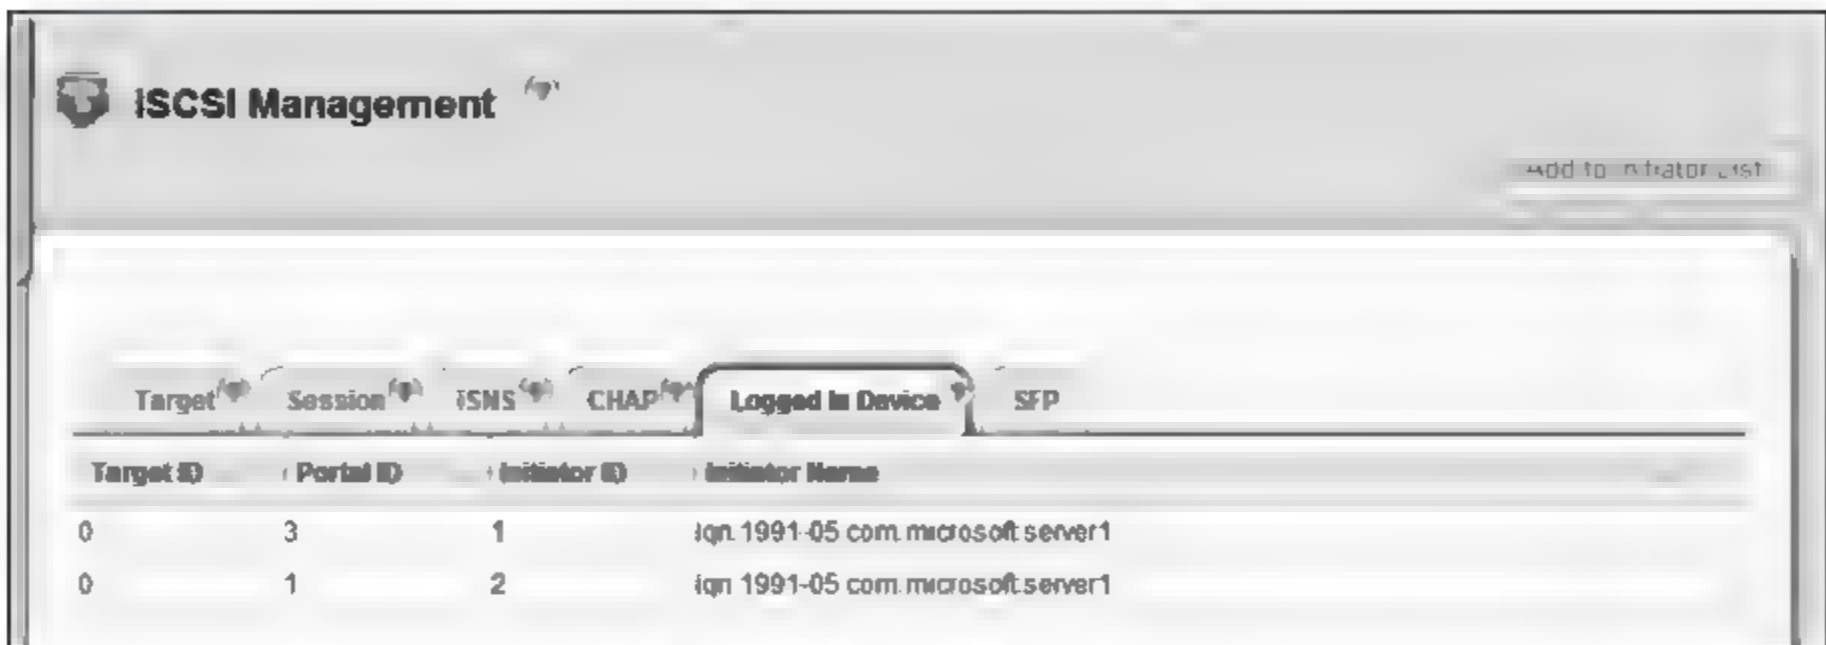 iSCSI Management
Add to Initiator List
Target Session iSNS CHAP Logged In Device SFP
Target ID Portal ID Initiator ID Initiator Name
0 3 1 iqn.1991-05.com.microsoft:server1
0 1 2 iqn.1991-05.com.microsoft:server1